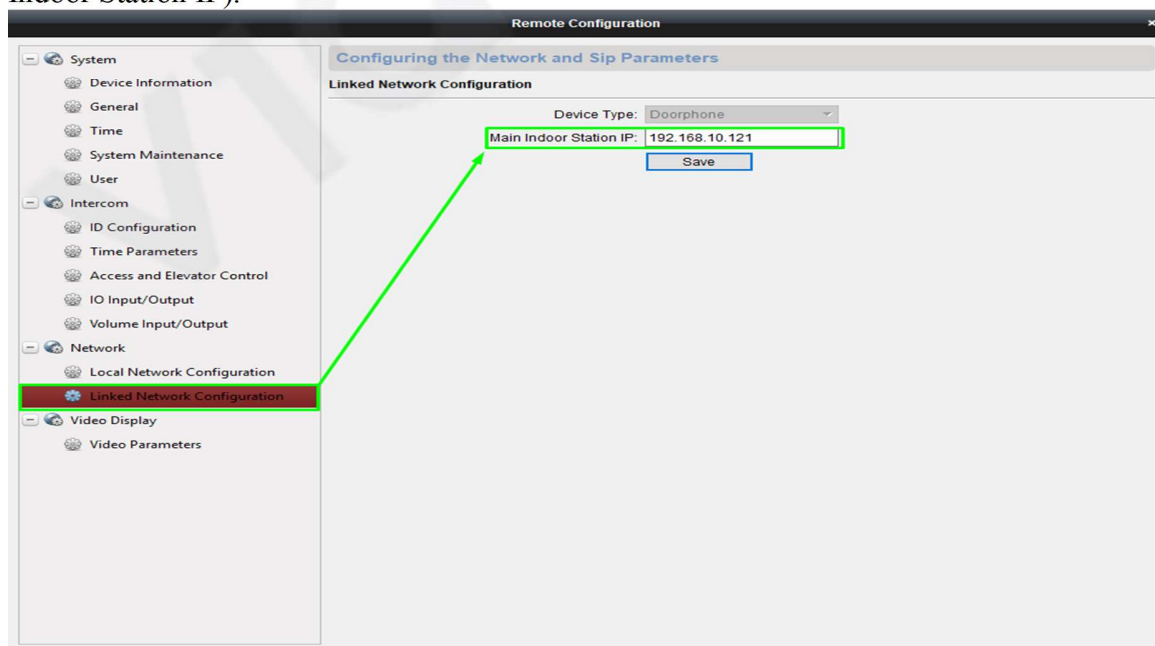 Indoor Station IP).
Remote Configuration
System
Device Information
General
Time
System Maintenance
User
Intercom
ID Configuration
Time Parameters
Access and Elevator Control
IO Input/Output
Volume Input/Output
Network
Local Network Configuration
Linked Network Configuration
Video Display
Video Parameters
Configuring the Network and Sip Parameters
Linked Network Configuration
Device Type: Doorphone
Main Indoor Station IP: 192.168.10.121
Save